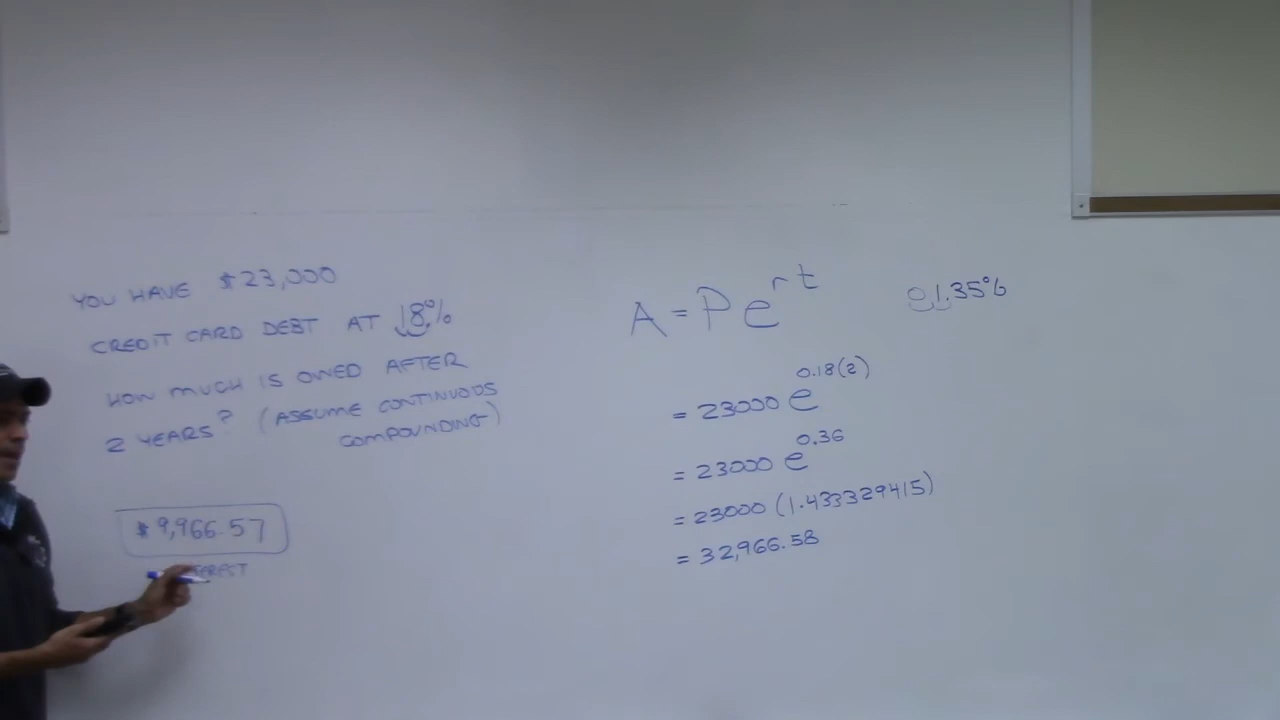 YOU HAVE $23,000
CREDIT CARD DEBT AT 18.%
HOW MUCH IS OWED AFTER
2 YEARS? (ASSUME CONTINUOUS
COMPOUNDING)
$9,966.57
A = Pe^rt
01.35%
= 23000 e^0.18(2)
= 23000 e^0.36
= 23000 (1.433329415)
= 32,966.58